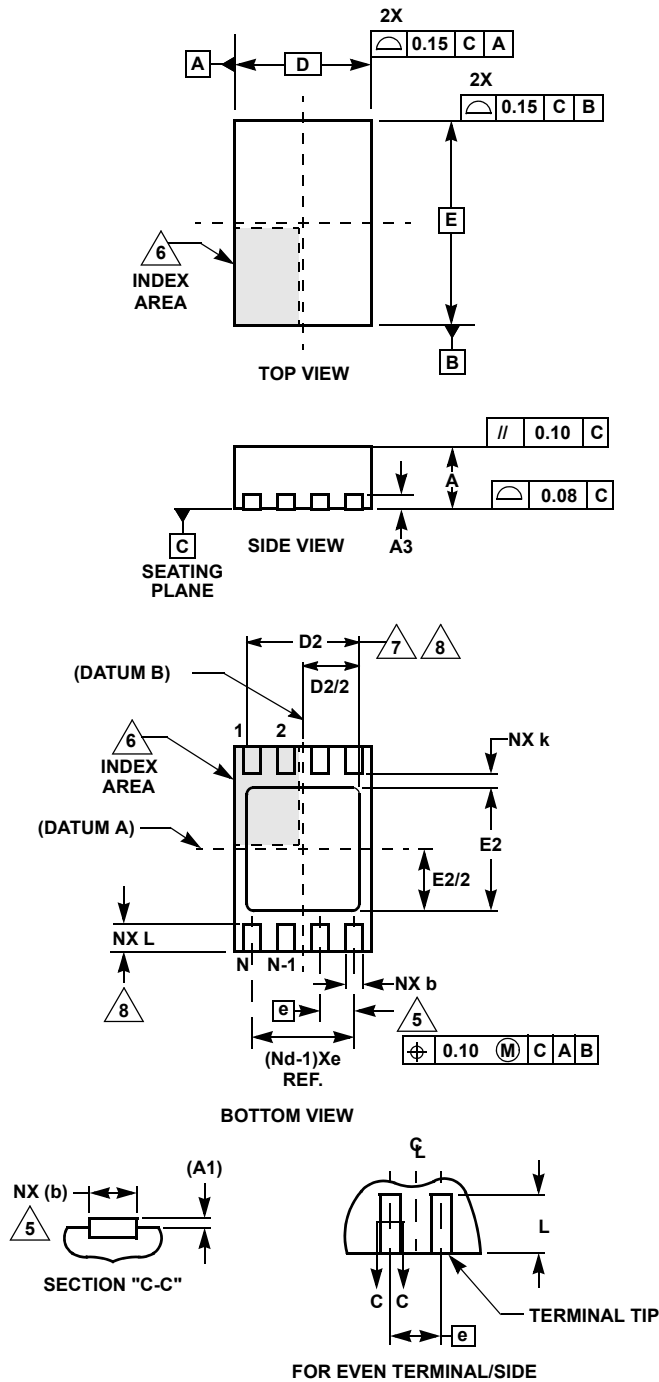 2X
⌓ 0.15 C A
A
D
2X
⌓ 0.15 C B
E
6
INDEX
AREA
B
TOP VIEW
// 0.10 C
A
⌓ 0.08 C
C
SIDE VIEW
A3
SEATING
PLANE
D2
7 8
(DATUM B)
D2/2
1 2
6
INDEX
AREA
NX k
(DATUM A)
E2
E2/2
NX L
N N-1
NX b
8
e
5
(Nd-1)Xe
REF.
⌖ 0.10 Ⓜ C A B
BOTTOM VIEW
(A1)
NX (b)
5
SECTION "C-C"
℄
L
C C
TERMINAL TIP
e
FOR EVEN TERMINAL/SIDE